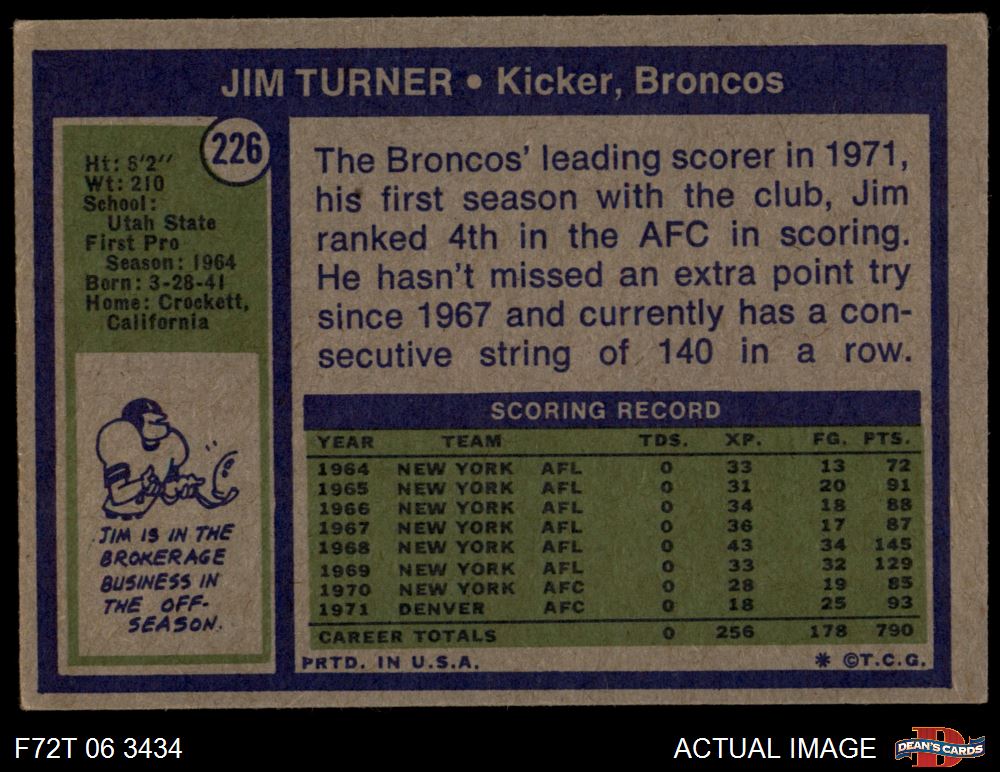 JIM TURNER • Kicker, Broncos
226
Ht: 6'2"
Wt: 210
School:
Utah State
First Pro
Season: 1964
Born: 3-28-41
Home: Crockett,
California
JIM IS IN THE
BROKERAGE
BUSINESS IN
THE OFF-
SEASON.
The Broncos' leading scorer in 1971,
his first season with the club, Jim
ranked 4th in the AFC in scoring.
He hasn't missed an extra point try
since 1967 and currently has a con-
secutive string of 140 in a row.
SCORING RECORD
YEAR TEAM TDS. XP. FG. PTS.
1964 NEW YORK AFL 0 33 13 72
1965 NEW YORK AFL 0 31 20 91
1966 NEW YORK AFL 0 34 18 88
1967 NEW YORK AFL 0 36 17 87
1968 NEW YORK AFL 0 43 34 145
1969 NEW YORK AFL 0 33 32 129
1970 NEW YORK AFC 0 28 19 85
1971 DENVER AFC 0 18 25 93
CAREER TOTALS 0 256 178 790
PRTD. IN U.S.A. * ©T.C.G.
F72T 06 3434 ACTUAL IMAGE
DEAN'S CARDS